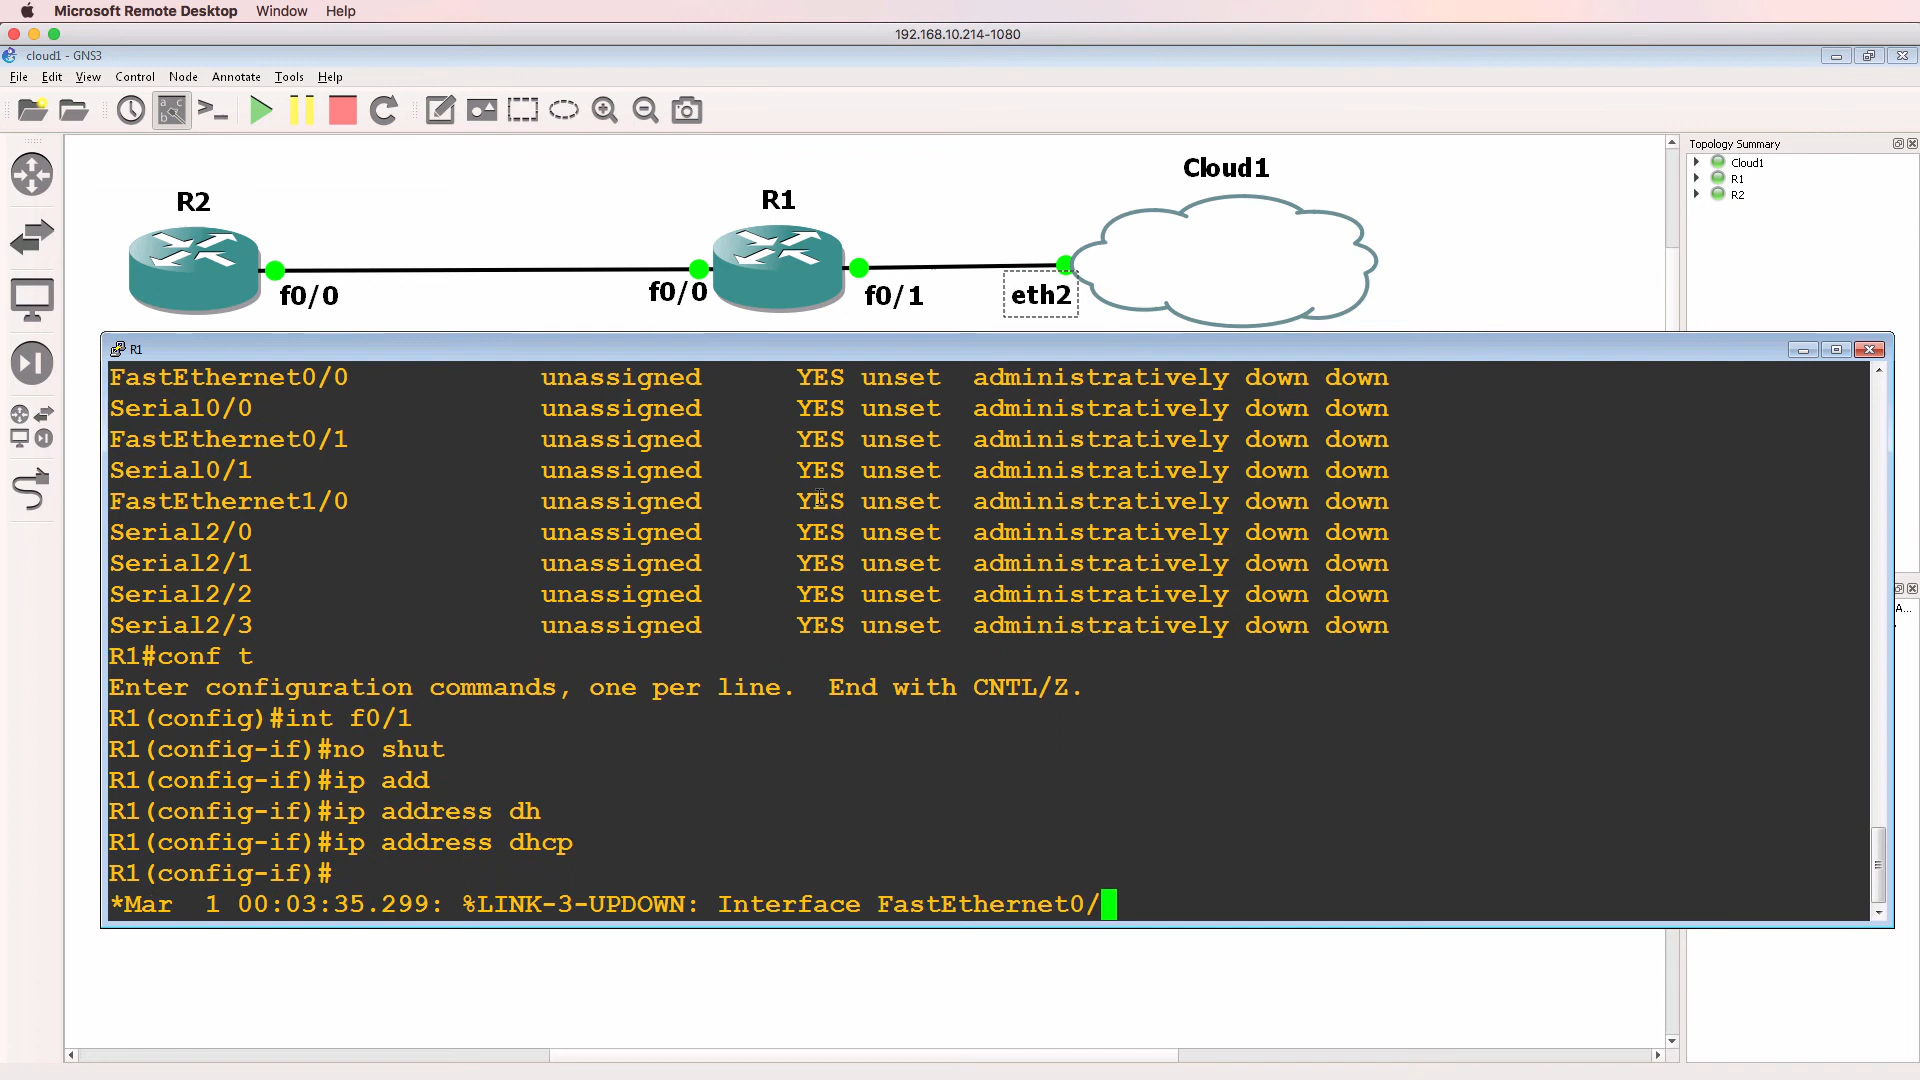 Microsoft Remote Desktop Window Help
192.168.10.214-1080
cloud1 - GNS3
File Edit View Control Node Annotate Tools Help
Topology Summary
Cloud1
R1
R2
R2
R1
Cloud1
f0/0
f0/0
f0/1
eth2
R1
FastEthernet0/0 unassigned YES unset administratively down down
Serial0/0 unassigned YES unset administratively down down
FastEthernet0/1 unassigned YES unset administratively down down
Serial0/1 unassigned YES unset administratively down down
FastEthernet1/0 unassigned YES unset administratively down down
Serial2/0 unassigned YES unset administratively down down
Serial2/1 unassigned YES unset administratively down down
Serial2/2 unassigned YES unset administratively down down
Serial2/3 unassigned YES unset administratively down down
R1#conf t
Enter configuration commands, one per line.  End with CNTL/Z.
R1(config)#int f0/1
R1(config-if)#no shut
R1(config-if)#ip add
R1(config-if)#ip address dh
R1(config-if)#ip address dhcp
R1(config-if)#
*Mar  1 00:03:35.299: %LINK-3-UPDOWN: Interface FastEthernet0/
A...